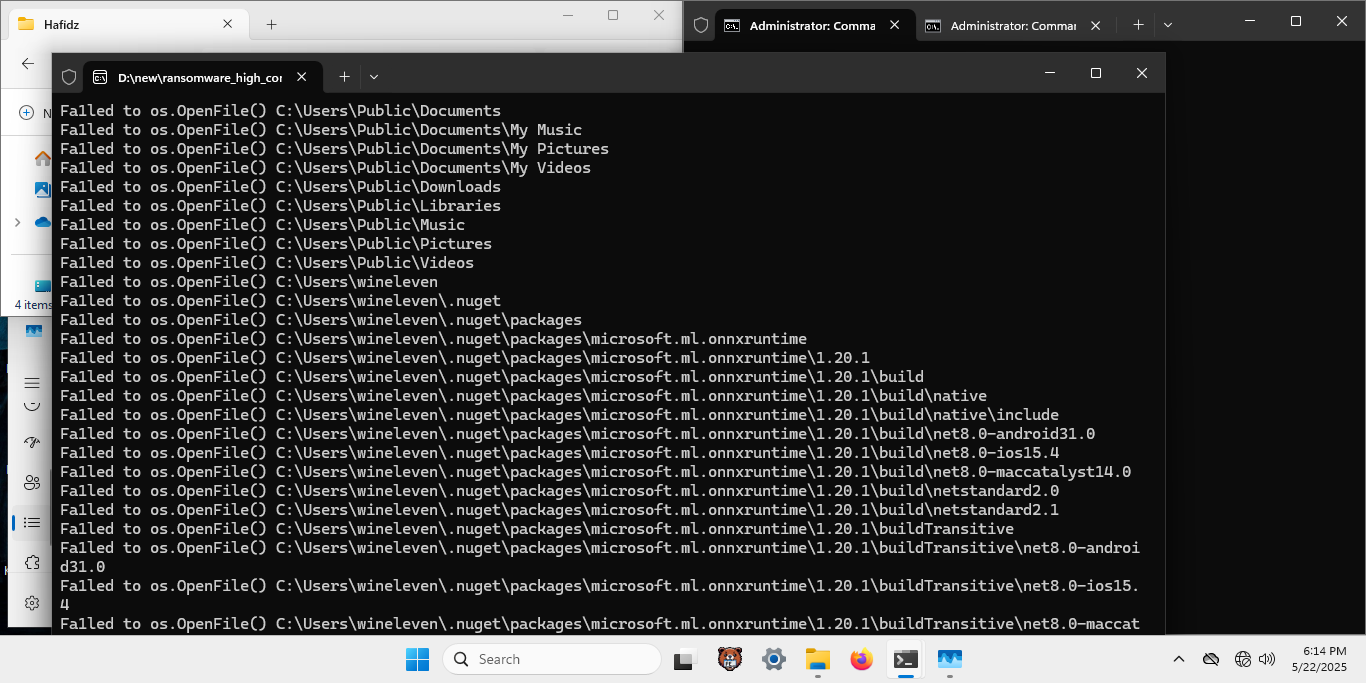 Hafidz
Administrator: Comma
Administrator: Commar
D:\new\ransomware_high_cor
N
4 items
Failed to os.OpenFile() C:\Users\Public\Documents
Failed to os.OpenFile() C:\Users\Public\Documents\My Music
Failed to os.OpenFile() C:\Users\Public\Documents\My Pictures
Failed to os.OpenFile() C:\Users\Public\Documents\My Videos
Failed to os.OpenFile() C:\Users\Public\Downloads
Failed to os.OpenFile() C:\Users\Public\Libraries
Failed to os.OpenFile() C:\Users\Public\Music
Failed to os.OpenFile() C:\Users\Public\Pictures
Failed to os.OpenFile() C:\Users\Public\Videos
Failed to os.OpenFile() C:\Users\wineleven
Failed to os.OpenFile() C:\Users\wineleven\.nuget
Failed to os.OpenFile() C:\Users\wineleven\.nuget\packages
Failed to os.OpenFile() C:\Users\wineleven\.nuget\packages\microsoft.ml.onnxruntime
Failed to os.OpenFile() C:\Users\wineleven\.nuget\packages\microsoft.ml.onnxruntime\1.20.1
Failed to os.OpenFile() C:\Users\wineleven\.nuget\packages\microsoft.ml.onnxruntime\1.20.1\build
Failed to os.OpenFile() C:\Users\wineleven\.nuget\packages\microsoft.ml.onnxruntime\1.20.1\build\native
Failed to os.OpenFile() C:\Users\wineleven\.nuget\packages\microsoft.ml.onnxruntime\1.20.1\build\native\include
Failed to os.OpenFile() C:\Users\wineleven\.nuget\packages\microsoft.ml.onnxruntime\1.20.1\build\net8.0-android31.0
Failed to os.OpenFile() C:\Users\wineleven\.nuget\packages\microsoft.ml.onnxruntime\1.20.1\build\net8.0-ios15.4
Failed to os.OpenFile() C:\Users\wineleven\.nuget\packages\microsoft.ml.onnxruntime\1.20.1\build\net8.0-maccatalyst14.0
Failed to os.OpenFile() C:\Users\wineleven\.nuget\packages\microsoft.ml.onnxruntime\1.20.1\build\netstandard2.0
Failed to os.OpenFile() C:\Users\wineleven\.nuget\packages\microsoft.ml.onnxruntime\1.20.1\build\netstandard2.1
Failed to os.OpenFile() C:\Users\wineleven\.nuget\packages\microsoft.ml.onnxruntime\1.20.1\buildTransitive
Failed to os.OpenFile() C:\Users\wineleven\.nuget\packages\microsoft.ml.onnxruntime\1.20.1\buildTransitive\net8.0-androi
d31.0
Failed to os.OpenFile() C:\Users\wineleven\.nuget\packages\microsoft.ml.onnxruntime\1.20.1\buildTransitive\net8.0-ios15.
4
Failed to os.OpenFile() C:\Users\wineleven\.nuget\packages\microsoft.ml.onnxruntime\1.20.1\buildTransitive\net8.0-maccat
Search
6:14 PM
5/22/2025